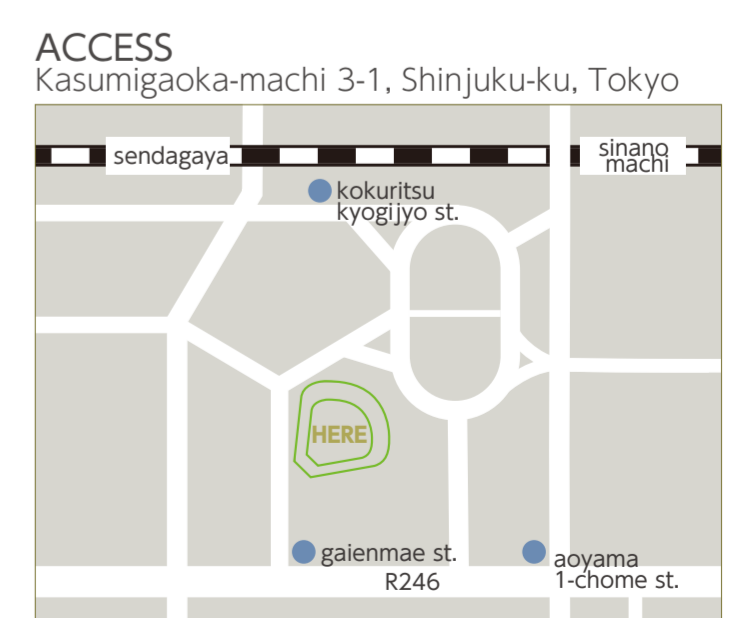 ACCESS
Kasumigaoka-machi 3-1, Shinjuku-ku, Tokyo
sendagaya
sinano
machi
kokuritsu
kyogijyo st.
HERE
gaienmae st.
aoyama
1-chome st.
R246